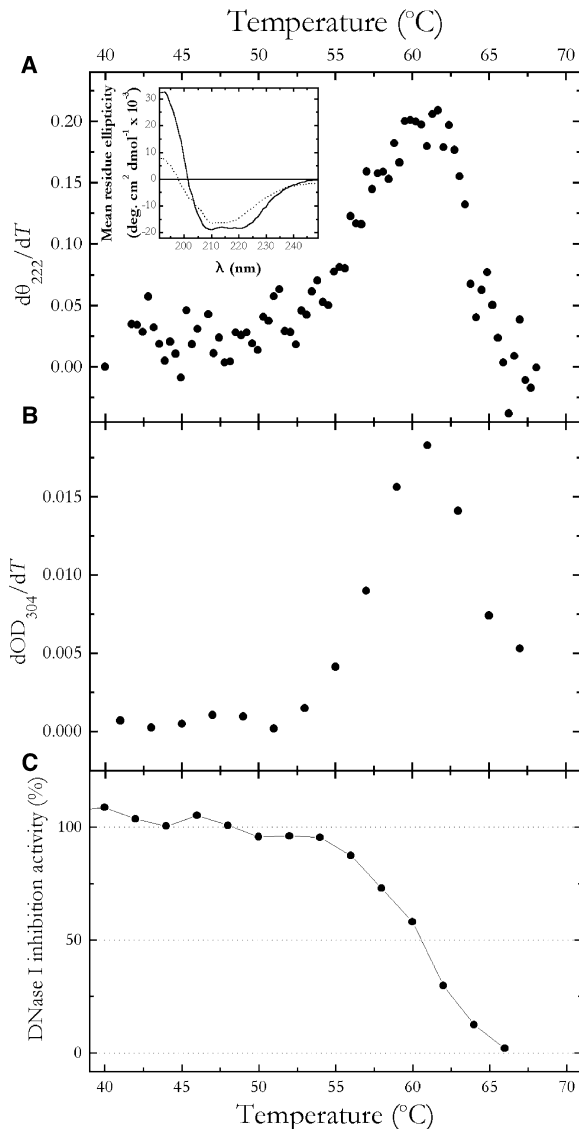 Temperature (°C)
40 45 50 55 60 65 70
A
0.20
0.15
0.10
0.05
0.00
dθ222/dT
Mean residue ellipticity
(deg. cm2 dmol-1 x 10-3)
30
20
10
0
-10
-20
200 210 220 230 240
λ (nm)
B
0.015
0.010
0.005
0.000
dOD304/dT
C
100
50
0
DNase I inhibition activity (%)
40 45 50 55 60 65 70
Temperature (°C)